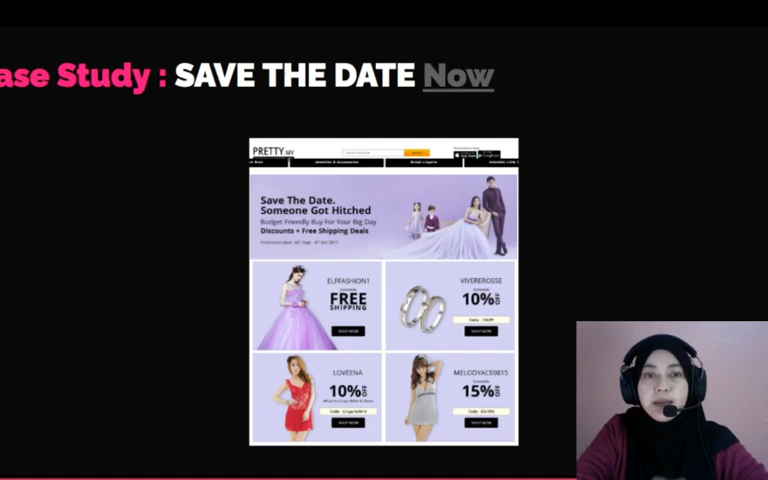 ase Study : SAVE THE DATE Now
PRETTY.MY
Jewelries & Accessories
Bridal Lingerie
Save The Date.
Someone Got Hitched
Budget Friendly Buy For Your Big Day
Discounts + Free Shipping Deals
ELFFASHION1
FREE
SHIPPING
SHOP NOW
VIVEREROSSE
10% OFF
SHOP NOW
LOVEENA
10% OFF
SHOP NOW
MELODYACE0815
15% OFF
SHOP NOW